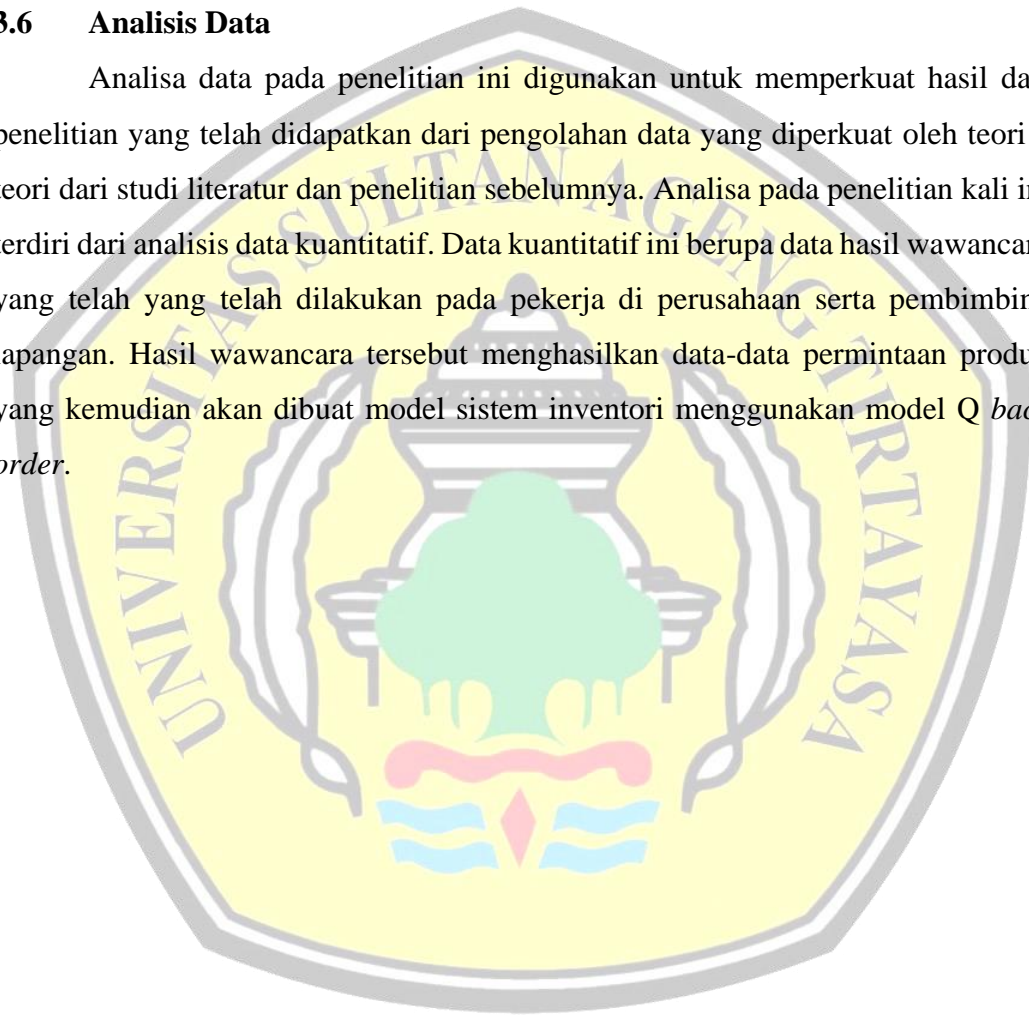 3.6 Analisis Data
Analisa data pada penelitian ini digunakan untuk memperkuat hasil da
penelitian yang telah didapatkan dari pengolahan data yang diperkuat oleh teori
teori dari studi literatur dan penelitian sebelumnya. Analisa pada penelitian kali in
terdiri dari analisis data kuantitatif. Data kuantitatif ini berupa data hasil wawancar
yang telah yang telah dilakukan pada pekerja di perusahaan serta pembimbin
lapangan. Hasil wawancara tersebut menghasilkan data-data permintaan produ
yang kemudian akan dibuat model sistem inventori menggunakan model Q bac
order.
UNIVERSITAS SULTAN AGENG TIRTAYASA